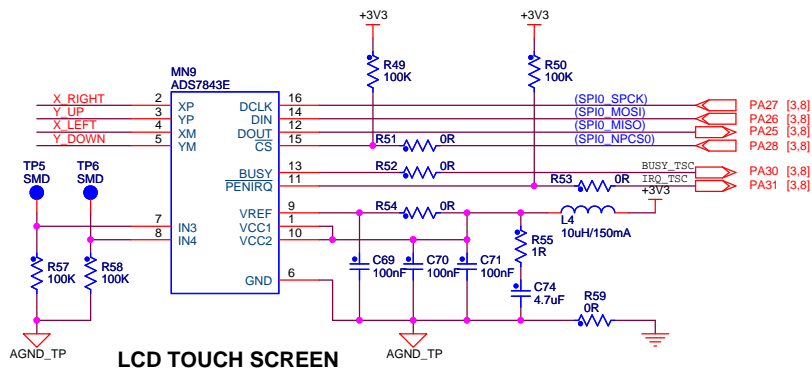 +3V3
+3V3
R49
100K
R50
100K
MN9
ADS7843E
X_RIGHT
2
XP
DCLK
16
(SPI0_SPCK)
PA27 [3,8]
Y_UP
3
YP
DIN
14
(SPI0_MOSI)
PA26 [3,8]
X_LEFT
4
XM
DOUT
12
(SPI0_MISO)
PA25 [3,8]
Y_DOWN
5
YM
CS
15
R51
0R
(SPI0_NPCS0)
PA28 [3,8]
TP5
SMD
TP6
SMD
BUSY
13
R52
0R
BUSY_TSC
PA30 [3,8]
PENIRQ
11
R53
0R
IRQ_TSC
PA31 [3,8]
+3V3
7
IN3
VREF
9
R54
0R
8
IN4
VCC1
1
VCC2
10
L4
10uH/150mA
R55
1R
R57
100K
R58
100K
C69
100nF
C70
100nF
C71
100nF
GND
6
C74
4.7uF
R59
0R
AGND_TP
LCD TOUCH SCREEN
AGND_TP